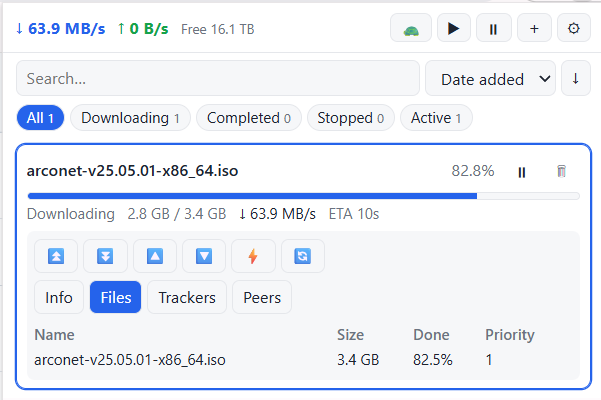 ↓ 63.9 MB/s ↑ 0 B/s Free 16.1 TB
Search... Date added ↓
All 1 Downloading 1 Completed 0 Stopped 0 Active 1
arconet-v25.05.01-x86_64.iso 82.8%
Downloading 2.8 GB / 3.4 GB ↓ 63.9 MB/s ETA 10s
Info Files Trackers Peers
Name Size Done Priority
arconet-v25.05.01-x86_64.iso 3.4 GB 82.5% 1